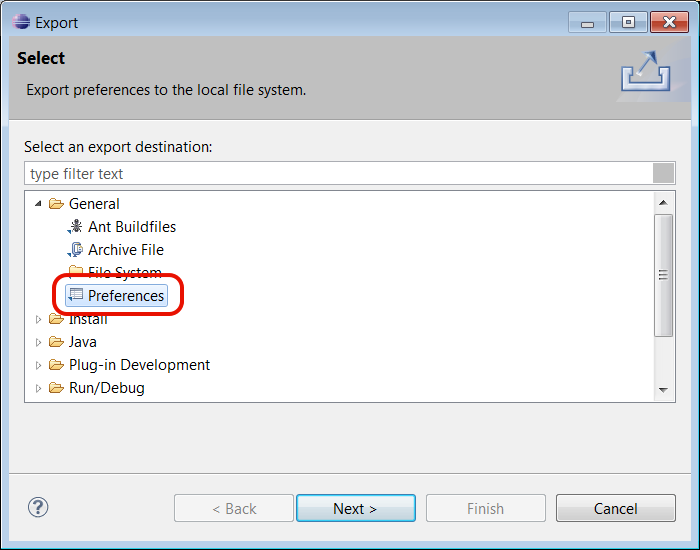 Export
Select
Export preferences to the local file system.
Select an export destination:
type filter text
General
Ant Buildfiles
Archive File
File System
Preferences
Install
Java
Plug-in Development
Run/Debug
? < Back Next > Finish Cancel